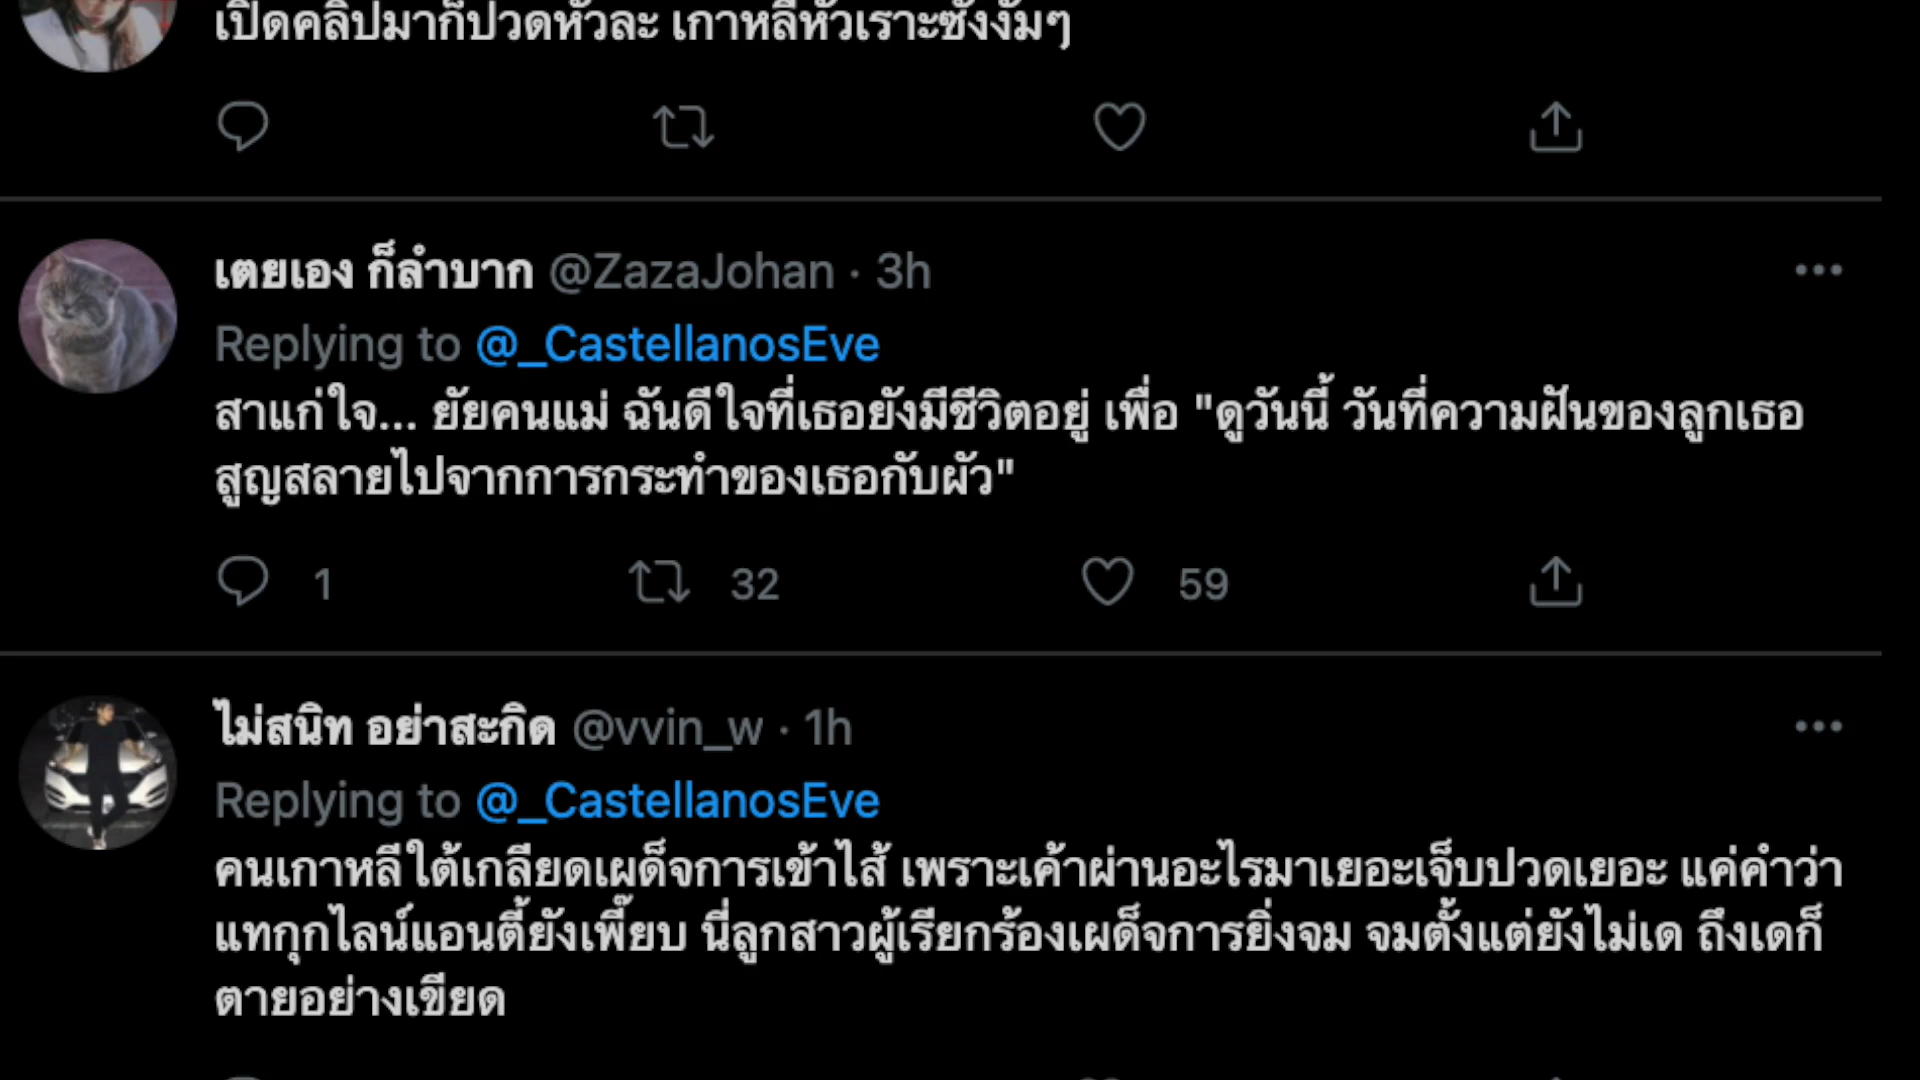 เปิดคลิปมาก็ปวดหัวละ เกาหลีหัวเราะซังงัมๆ
เตยเอง ก็ลำบาก @ZazaJohan · 3h
Replying to @_CastellanosEve
สาแก่ใจ... ยัยคนแม่ ฉันดีใจที่เธอยังมีชีวิตอยู่ เพื่อ "ดูวันนี้ วันที่ความฝันของลูกเธอ
สูญสลายไปจากการกระทำของเธอกับผัว"
1 32 59
ไม่สนิท อย่าสะกิด @vvin_w · 1h
Replying to @_CastellanosEve
คนเกาหลีใต้เกลียดเผด็จการเข้าไส้ เพราะเค้าผ่านอะไรมาเยอะเจ็บปวดเยอะ แค่คำว่า
แทกุกไลน์แอนตี้ยังเพี๊ยบ นี่ลูกสาวผู้เรียกร้องเผด็จการยิ่งจม จมตั้งแต่ยังไม่เด ถึงเดก็
ตายอย่างเขียด